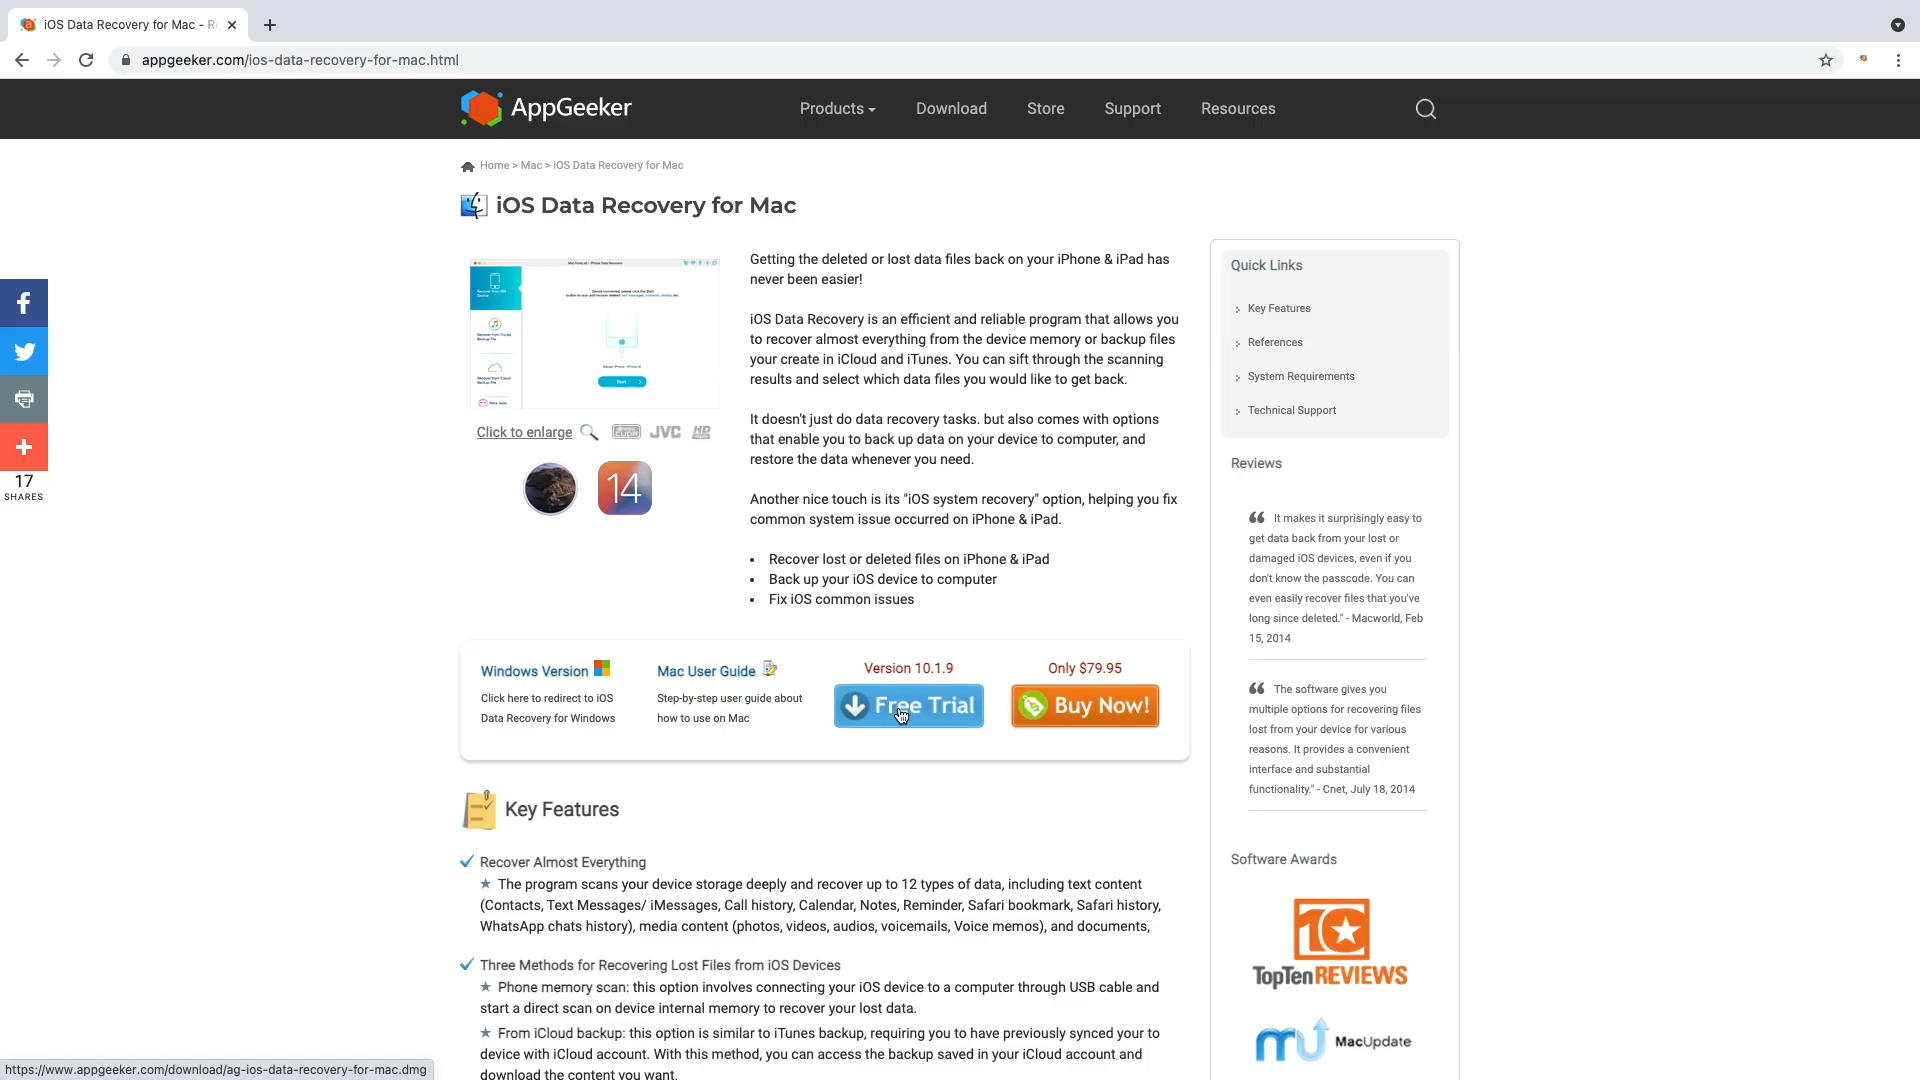 iOS Data Recovery for Mac - Re
appgeeker.com/ios-data-recovery-for-mac.html
AppGeeker
Products
Download
Store
Support
Resources
Home > Mac > iOS Data Recovery for Mac
iOS Data Recovery for Mac
Getting the deleted or lost data files back on your iPhone & iPad has
never been easier!
iOS Data Recovery is an efficient and reliable program that allows you
to recover almost everything from the device memory or backup files
your create in iCloud and iTunes. You can sift through the scanning
results and select which data files you would like to get back.
It doesn't just do data recovery tasks. but also comes with options
that enable you to back up data on your device to computer, and
restore the data whenever you need.
Another nice touch is its "iOS system recovery" option, helping you fix
common system issue occurred on iPhone & iPad.
• Recover lost or deleted files on iPhone & iPad
• Back up your iOS device to computer
• Fix iOS common issues
Start
Click to enlarge
JVC
HD
14
17
SHARES
Windows Version
Click here to redirect to iOS
Data Recovery for Windows
Mac User Guide
Step-by-step user guide about
how to use on Mac
Version 10.1.9
Free Trial
Only $79.95
Buy Now!
Key Features
Recover Almost Everything
★ The program scans your device storage deeply and recover up to 12 types of data, including text content
(Contacts, Text Messages/ iMessages, Call history, Calendar, Notes, Reminder, Safari bookmark, Safari history,
WhatsApp chats history), media content (photos, videos, audios, voicemails, Voice memos), and documents,
Three Methods for Recovering Lost Files from iOS Devices
★ Phone memory scan: this option involves connecting your iOS device to a computer through USB cable and
start a direct scan on device internal memory to recover your lost data.
★ From iCloud backup: this option is similar to iTunes backup, requiring you to have previously synced your to
device with iCloud account. With this method, you can access the backup saved in your iCloud account and
download the content you want.
Quick Links
Key Features
References
System Requirements
Technical Support
Reviews
It makes it surprisingly easy to
get data back from your lost or
damaged iOS devices, even if you
don't know the passcode. You can
even easily recover files that you've
long since deleted." - Macworld, Feb
15, 2014
The software gives you
multiple options for recovering files
lost from your device for various
reasons. It provides a convenient
interface and substantial
functionality." - Cnet, July 18, 2014
Software Awards
TopTenREVIEWS
MacUpdate
https://www.appgeeker.com/download/ag-ios-data-recovery-for-mac.dmg